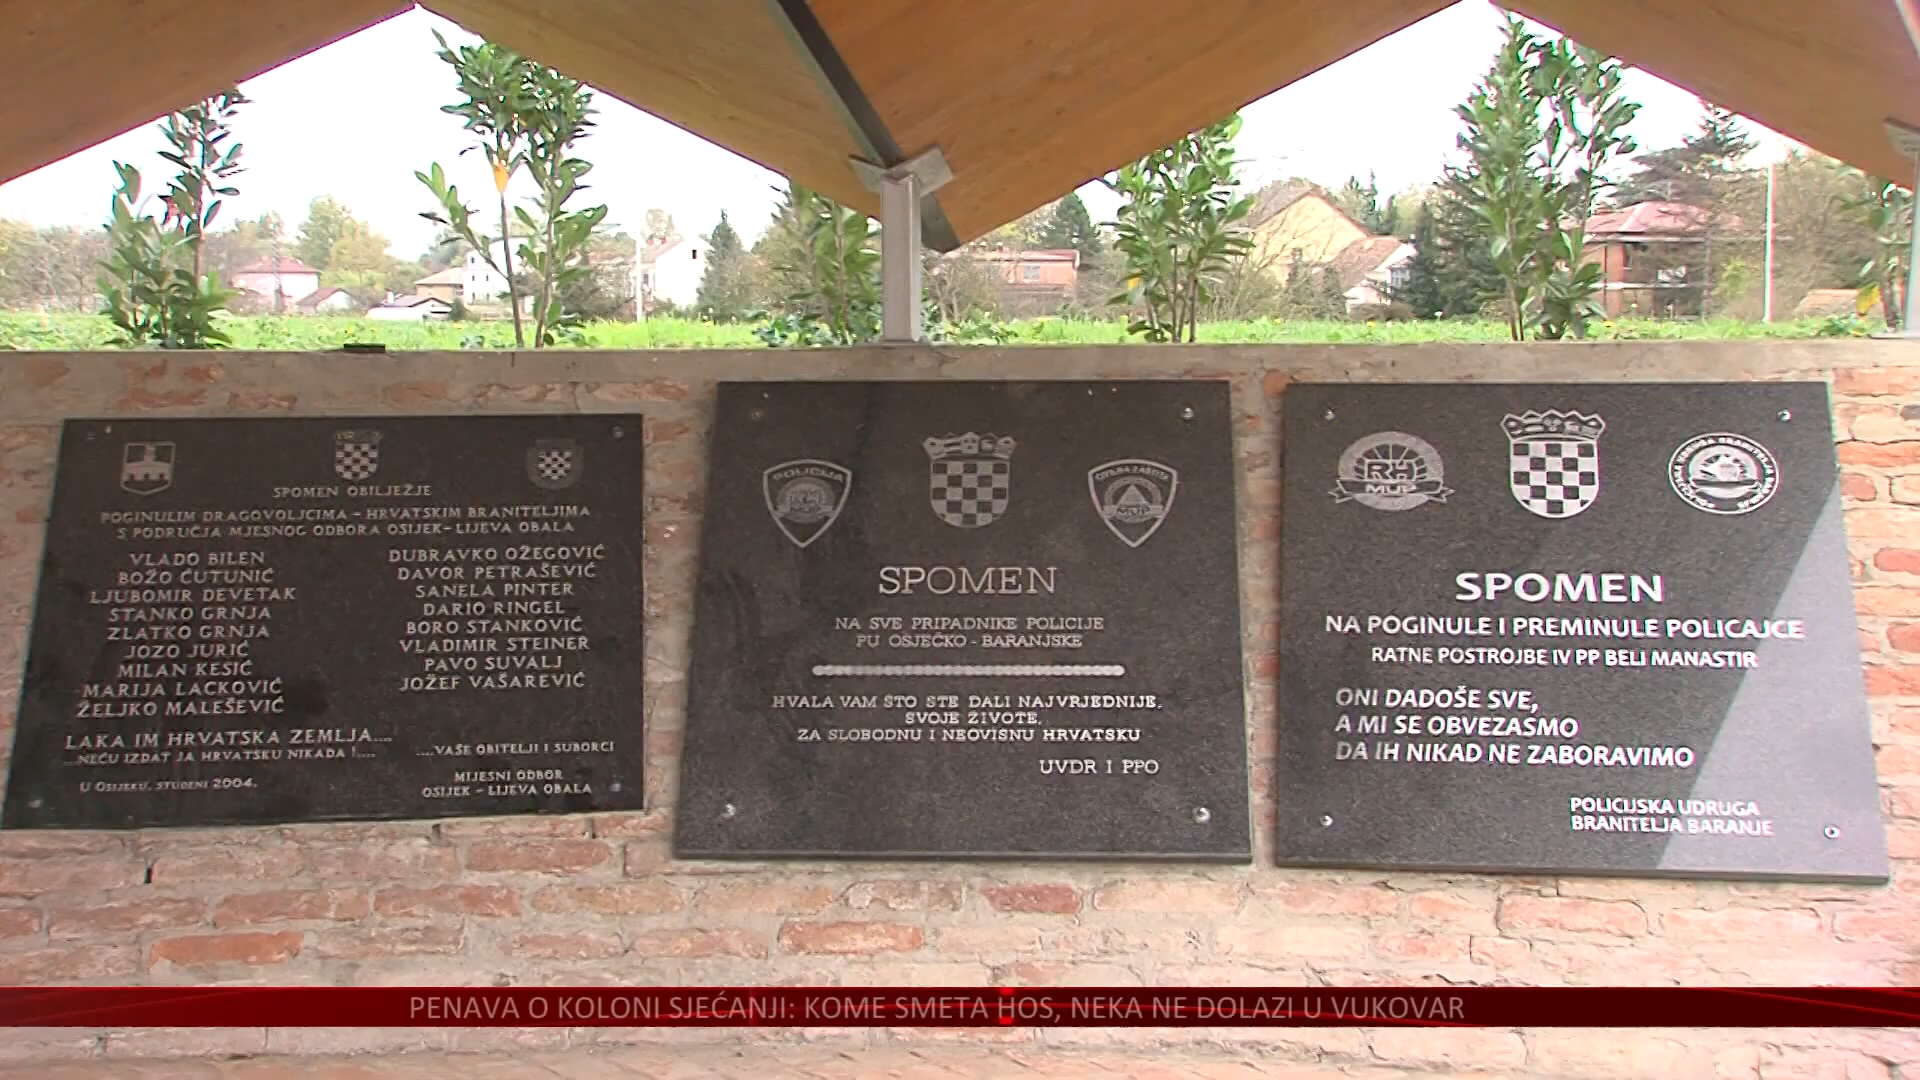 SPOMEN OBILJEŽJE
POGINULIM DRAGOVOLJCIMA - HRVATSKIM BRANITELJIMA
S PODRUČJA MJESNOG ODBORA OSIJEK - LIJEVA OBALA
VLADO BILEN
BOŽO ĆUTUNIĆ
LJUBOMIR DEVETAK
STANKO GRNJA
ZLATKO GRNJA
JOZO JURIĆ
MILAN KESIĆ
MARIJA LACKOVIĆ
ŽELJKO MALEŠEVIĆ
DUBRAVKO OŽEGOVIĆ
DAVOR PETRAŠEVIĆ
SANELA PINTER
DARIO RINGEL
BORO STANKOVIĆ
VLADIMIR STEINER
PAVO SUVALJ
JOŽEF VAŠAREVIĆ
LAKA IM HRVATSKA ZEMLJA....
...NEĆU IZDAT JA HRVATSKU NIKADA !....
....VAŠE OBITELJI I SUBORCI
U OSIJEKU, STUDENI 2004.
MIJESNI ODBOR
OSIJEK - LIJEVA OBALA
POLICIJA
RH
MUP
CIVILNA ZAŠTITA
MUP
SPOMEN
NA SVE PRIPADNIKE POLICIJE
PU OSJEČKO - BARANJSKE
HVALA VAM ŠTO STE DALI NAJVRJEDNIJE,
SVOJE ŽIVOTE,
ZA SLOBODNU I NEOVISNU HRVATSKU
UVDR I PPO
RH
MUP
SPOMEN
NA POGINULE I PREMINULE POLICAJCE
RATNE POSTROJBE IV PP BELI MANASTIR
ONI DADOŠE SVE,
A MI SE OBVEZASMO
DA IH NIKAD NE ZABORAVIMO
POLICIJSKA UDRUGA
BRANITELJA BARANJE
PENAVA O KOLONI SJEĆANJI: KOME SMETA HOS, NEKA NE DOLAZI U VUKOVAR